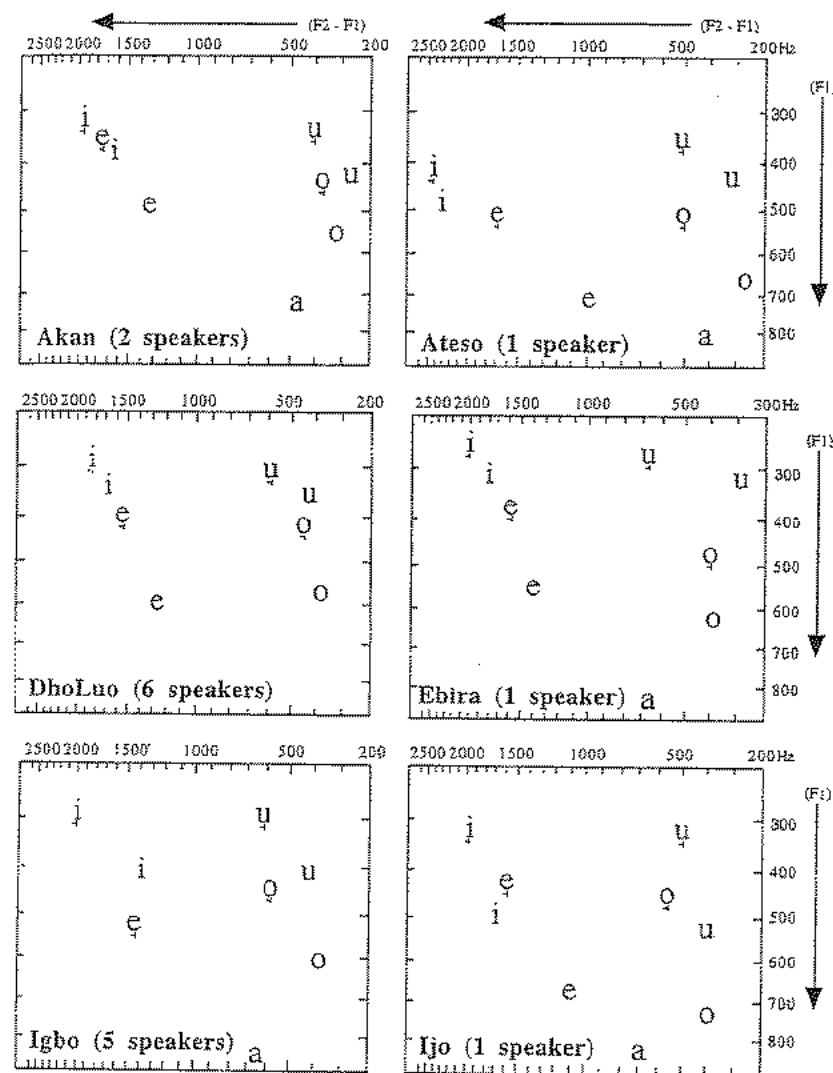 (F2 - F1) (F2 - F1)
2500 2000 1500 1000 500 200 2500 2000 1500 1000 500 200Hz
(F1)
300
i̟ e̟ i u̟ u̟
400
o̟ u i̟ u
e i e̟ o̟ 500
o
600
e o
a 700
Akan (2 speakers) Ateso (1 speaker) a 800
2500 2000 1500 1000 500 200 2500 2000 1500 1000 500 300Hz
(F1)
i̟ u̟ i̟ u̟
i u i u 300
e̟ o̟ e̟ 400
o̟ 500
e o e 600
o
700
DhoLuo (6 speakers) Ebira (1 speaker) a 800
2500 2000 1500 1000 500 200 2500 2000 1500 1000 500 200Hz
(F1)
i̟ u̟ i̟ u̟ 300
i u e̟ 400
o̟ o̟
e̟ i u 500
o 600
e
o 700
Igbo (5 speakers) a Ijo (1 speaker) a 800